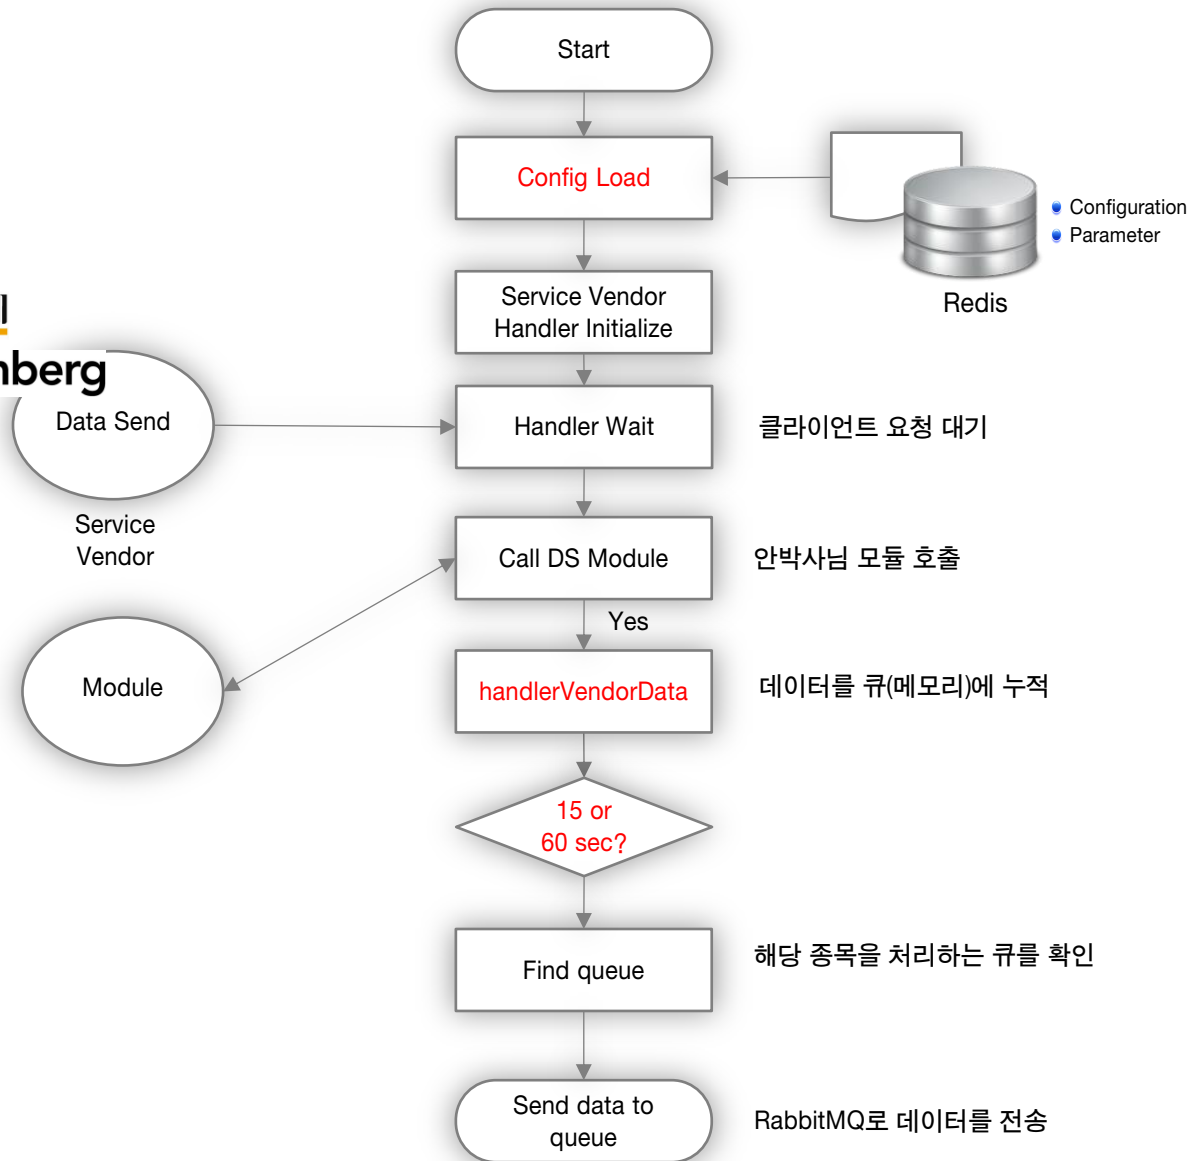 Start
Config Load
Configuration
Parameter
Redis
Service Vendor
Handler Initialize
Data Send
Handler Wait
클라이언트 요청 대기
Service
Vendor
Call DS Module
안박사님 모듈 호출
Yes
Module
handlerVendorData
데이터를 큐(메모리)에 누적
15 or
60 sec?
Find queue
해당 종목을 처리하는 큐를 확인
Send data to
queue
RabbitMQ로 데이터를 전송